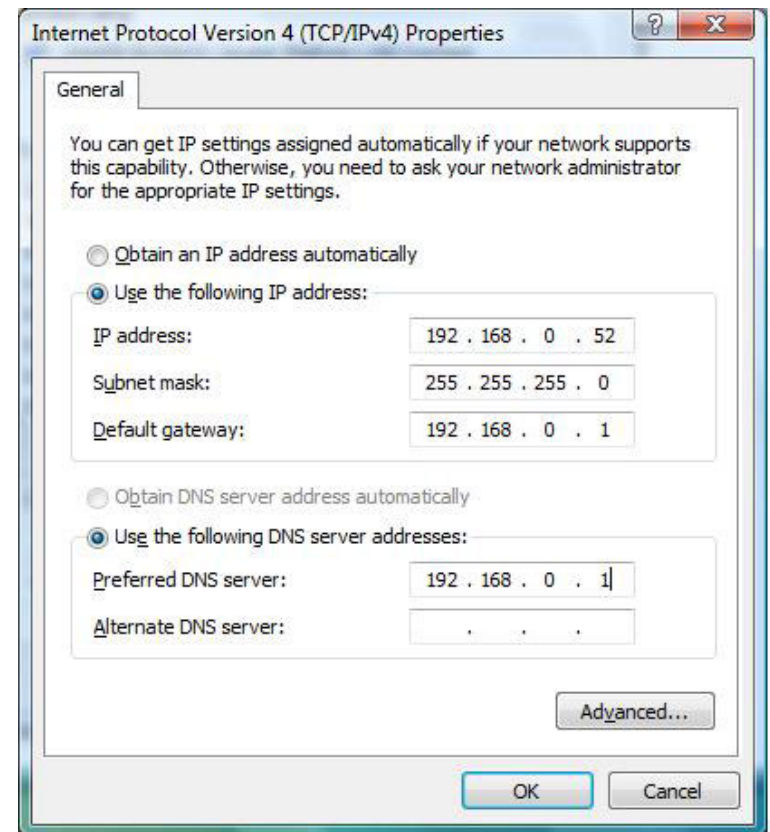 Internet Protocol Version 4 (TCP/IPv4) Properties
General
You can get IP settings assigned automatically if your network supports
this capability. Otherwise, you need to ask your network administrator
for the appropriate IP settings.
Obtain an IP address automatically
Use the following IP address:
IP address: 192 . 168 . 0 . 52
Subnet mask: 255 . 255 . 255 . 0
Default gateway: 192 . 168 . 0 . 1
Obtain DNS server address automatically
Use the following DNS server addresses:
Preferred DNS server: 192 . 168 . 0 . 1
Alternate DNS server: . . .
Advanced...
OK Cancel